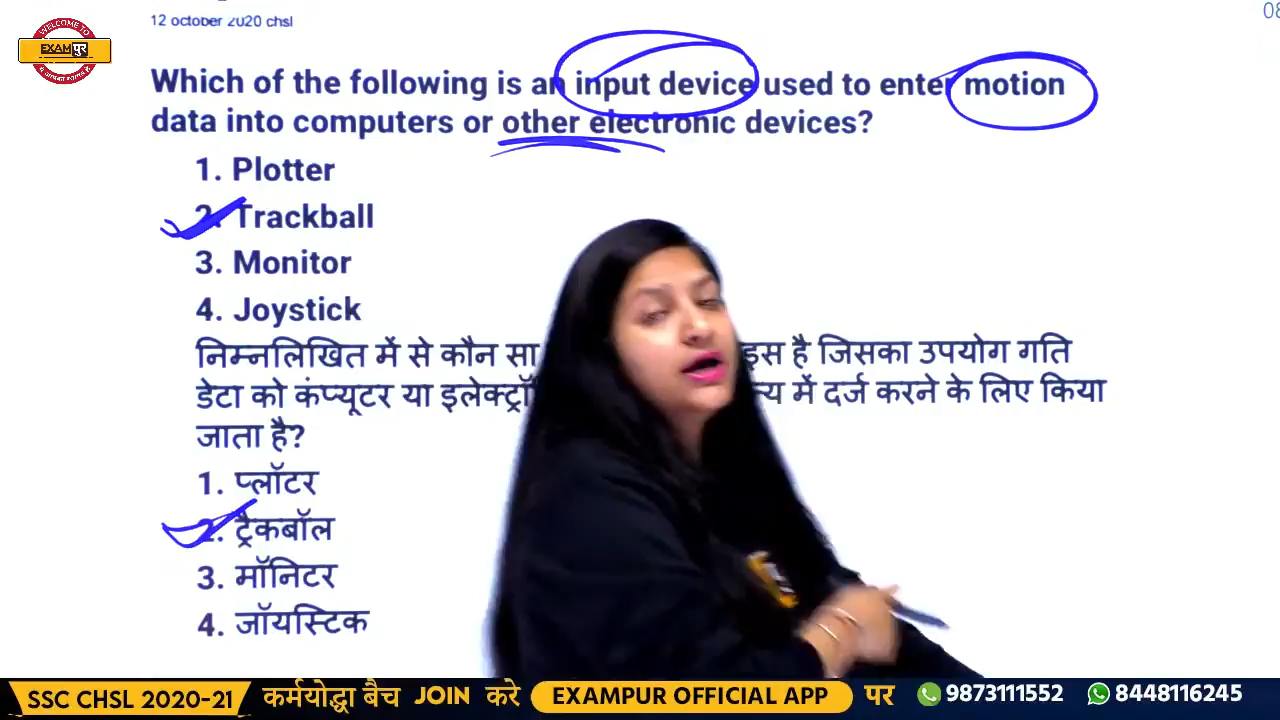 12 october 2020 chsl
08
WELCOME TO
EXAMपुर
Which of the following is an input device used to enter motion
data into computers or other electronic devices?
1. Plotter
2. Trackball
3. Monitor
4. Joystick
निम्नलिखित में से कौन सा इस है जिसका उपयोग गति
डेटा को कंप्यूटर या में दर्ज करने के लिए किया
जाता है?
1. प्लॉटर
2. ट्रैकबॉल
3. मॉनिटर
4. जॉयस्टिक
SSC CHSL 2020-21 कर्मयोद्धा बैच JOIN करे EXAMPUR OFFICIAL APP पर 9873111552 8448116245